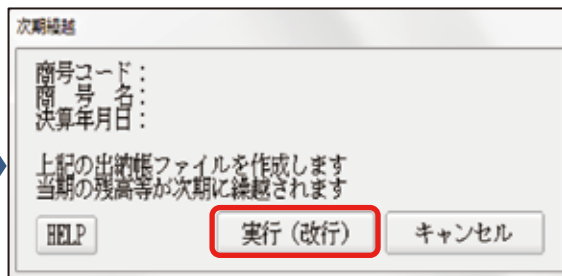 次期繰越
商号コード：
商　号　名：
決算年月日：
上記の出納帳ファイルを作成します
当期の残高等が次期に繰越されます
HELP
実行（改行）
キャンセル